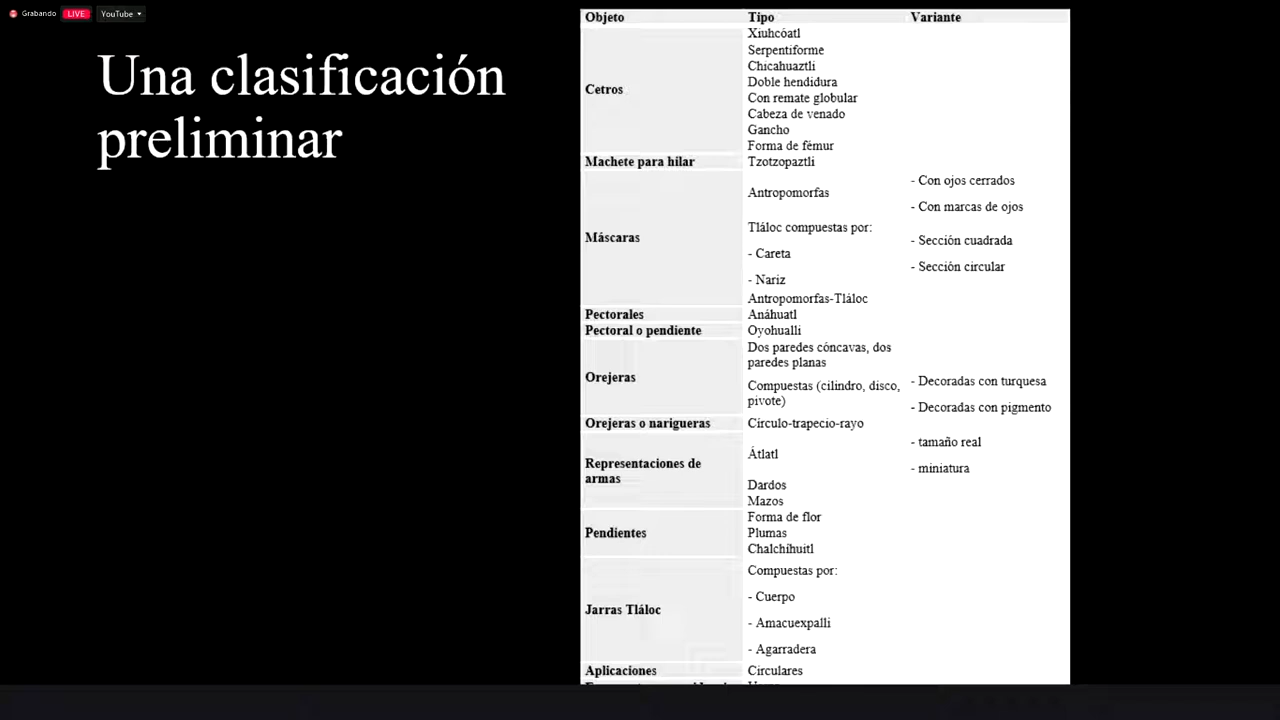 Grabando LIVE YouTube
Una clasificación
preliminar
Objeto Tipo Variante
Cetros
Xiuhcóatl
Serpentiforme
Chicahuaztli
Doble hendidura
Con remate globular
Cabeza de venado
Gancho
Forma de fémur
Machete para hilar Tzotzopaztli
Máscaras
Antropomorfas
- Con ojos cerrados
- Con marcas de ojos
Tláloc compuestas por:
- Careta
- Nariz
- Sección cuadrada
- Sección circular
Antropomorfas-Tláloc
Pectorales Anáhuatl
Pectoral o pendiente Oyohualli
Orejeras
Dos paredes cóncavas, dos
paredes planas
Compuestas (cilindro, disco,
pivote)
- Decoradas con turquesa
- Decoradas con pigmento
Orejeras o narigueras Círculo-trapecio-rayo
Representaciones de
armas
Átlatl
- tamaño real
- miniatura
Dardos
Mazos
Pendientes
Forma de flor
Plumas
Chalchíhuitl
Jarras Tláloc
Compuestas por:
- Cuerpo
- Amacuexpalli
- Agarradera
Aplicaciones Circulares